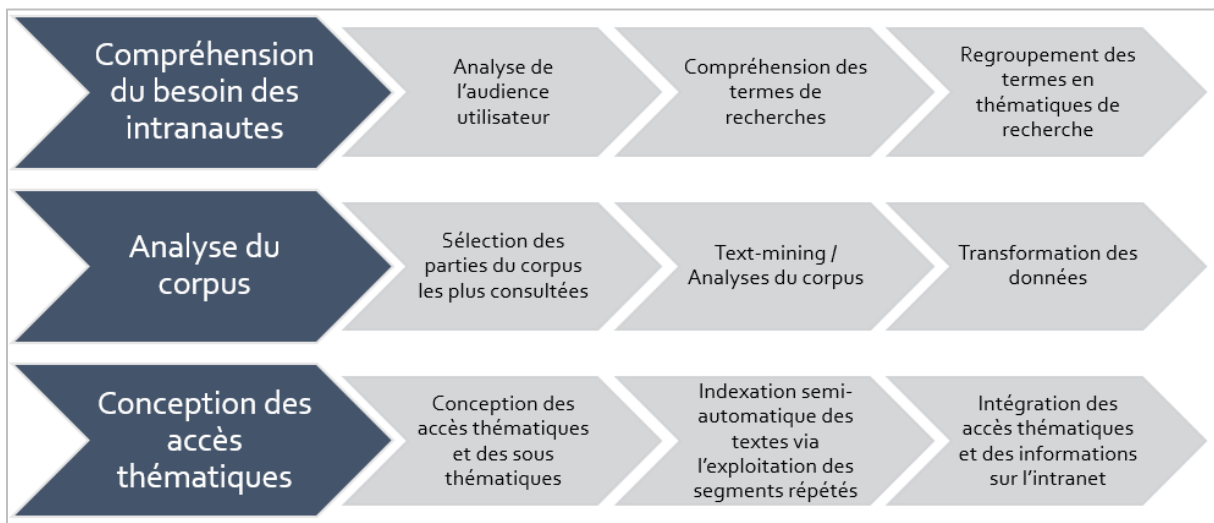 Compréhension
du besoin des
intranautes
Analyse de
l'audience
utilisateur
Compréhension des
termes de
recherches
Regroupement des
termes en
thématiques de
recherche
Analyse du
corpus
Sélection des
parties du corpus
les plus consultées
Text-mining /
Analyses du corpus
Transformation des
données
Conception des
accès
thématiques
Conception des
accès thématiques
et des sous
thématiques
Indexation semi-
automatique des
textes via
l'exploitation des
segments répétés
Intégration des
accès thématiques
et des informations
sur l'intranet